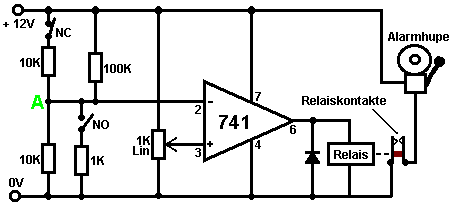 + 12V
NC
Alarmhupe
10K
100K
7
Relaiskontakte
A
2
-
741
6
NO
1K
Lin
+
3
4
10K
1K
Relais
0V